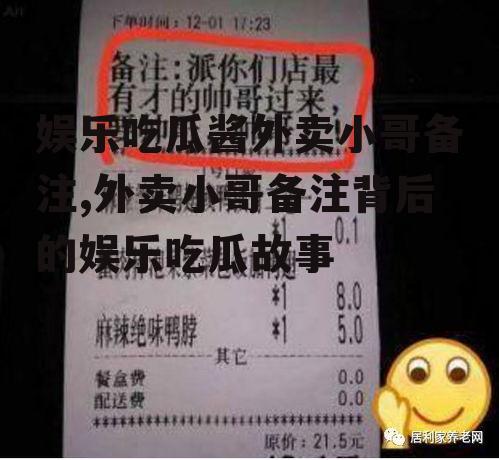 下单时间：12-01 17:23
备注:派你们店最
有才的帅哥过来，
娱乐吃瓜酱外卖小哥备
注,外卖小哥备注背后
的娱乐吃瓜故事
*1 0.1
*1 8.0
麻辣绝味鸭脖 *1 5.0
其它
餐盒费 0.0
配送费 0.0
原价：21.5元
居利家养老网